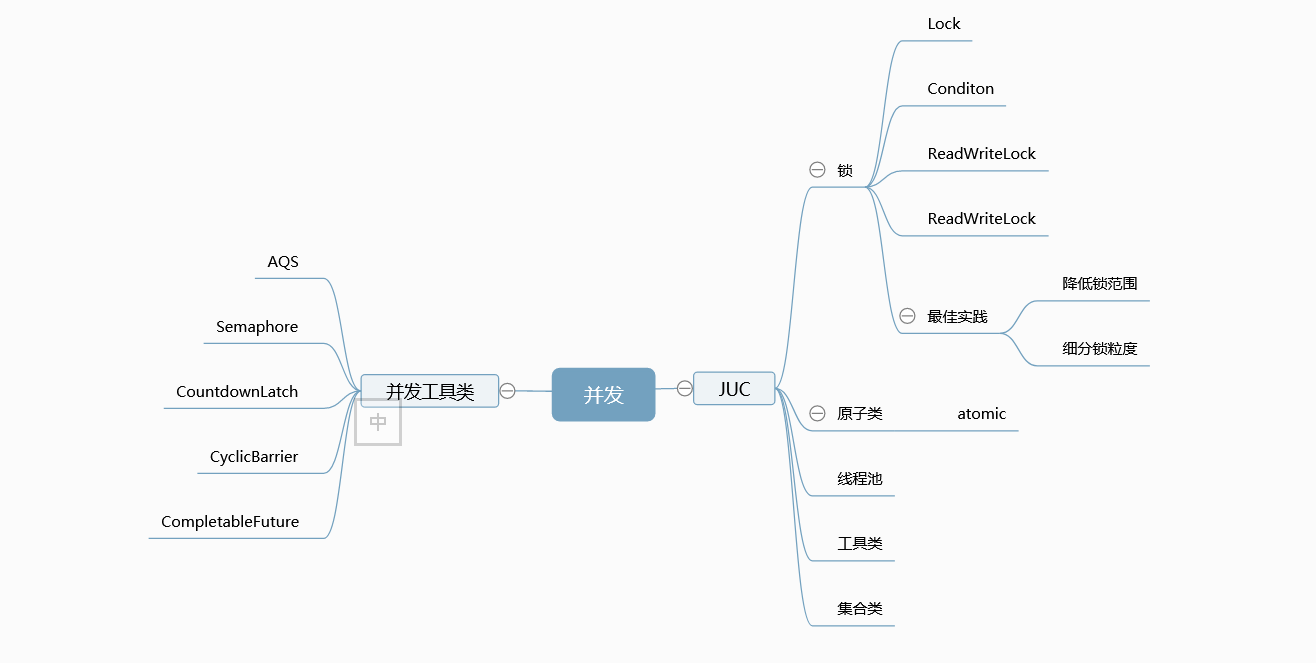 并发
并发工具类
AQS
Semaphore
CountdownLatch
CyclicBarrier
CompletableFuture
中
JUC
锁
Lock
Conditon
ReadWriteLock
ReadWriteLock
最佳实践
降低锁范围
细分锁粒度
原子类
atomic
线程池
工具类
集合类